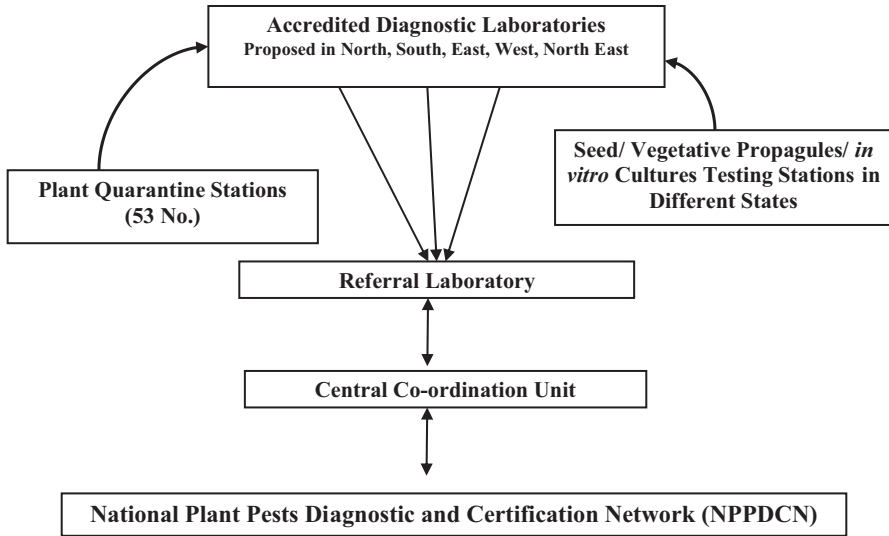 Accredited Diagnostic Laboratories
Proposed in North, South, East, West, North East
Plant Quarantine Stations
(53 No.)
Seed/ Vegetative Propagules/ in
vitro Cultures Testing Stations in
Different States
Referral Laboratory
Central Co-ordination Unit
National Plant Pests Diagnostic and Certification Network (NPPDCN)